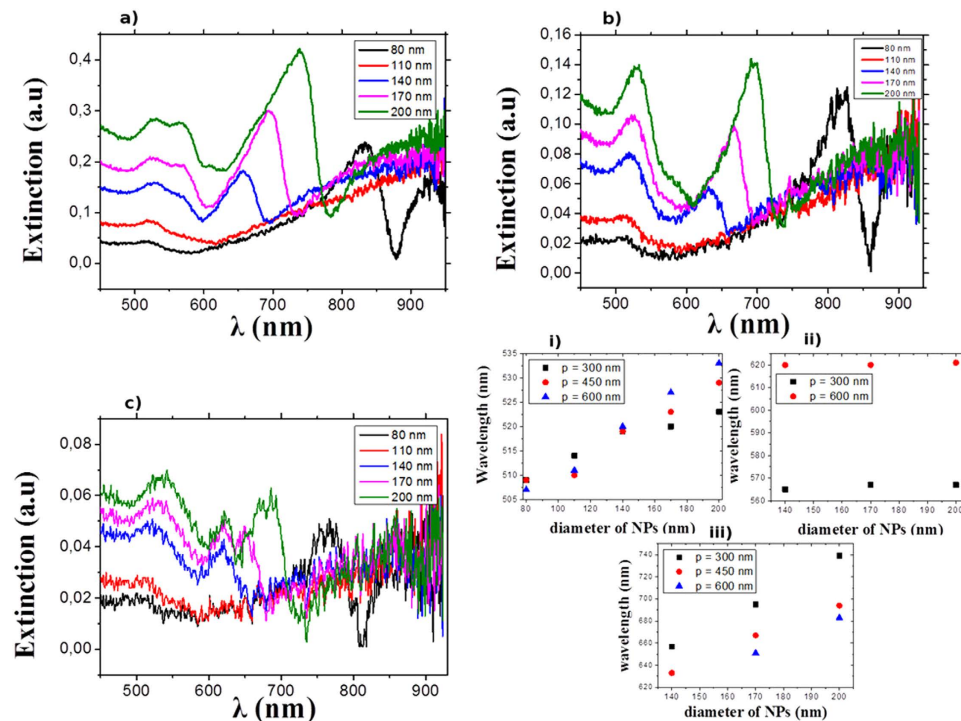 a)
Extinction (a.u)
0,4
0,3
0,2
0,1
0,0
80 nm
110 nm
140 nm
170 nm
200 nm
500 600 700 800 900
λ (nm)
b)
Extinction (a.u)
0,16
0,14
0,12
0,10
0,08
0,06
0,04
0,02
0,00
80 nm
110 nm
140 nm
170 nm
200 nm
500 600 700 800 900
λ (nm)
c)
Extinction (a.u)
0,08
0,06
0,04
0,02
0,00
80 nm
110 nm
140 nm
170 nm
200 nm
500 600 700 800 900
λ (nm)
i)
Wavelength (nm)
535
530
525
520
515
510
505
p = 300 nm
p = 450 nm
p = 600 nm
80 100 120 140 160 180 200
diameter of NPs (nm)
ii)
Wavelength (nm)
620
610
600
590
580
570
560
p = 300 nm
p = 600 nm
140 150 160 170 180 190 200
diameter of NPs (nm)
iii)
wavelength (nm)
740
720
700
680
660
640
620
p = 300 nm
p = 450 nm
p = 600 nm
140 150 160 170 180 190 200
diameter of NPs (nm)